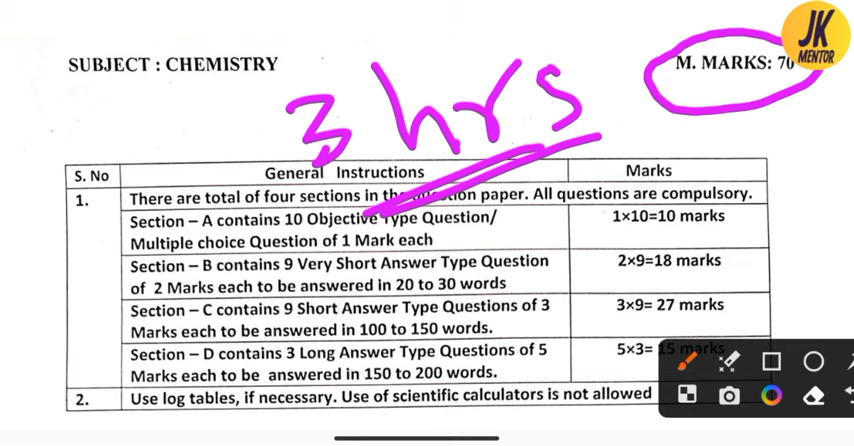 JK
MENTOR
SUBJECT : CHEMISTRY
M. MARKS: 70
3 hrs
S. No
General Instructions
Marks
1.
There are total of four sections in the question paper. All questions are compulsory.
Section – A contains 10 Objective Type Question/
Multiple choice Question of 1 Mark each
1×10=10 marks
Section – B contains 9 Very Short Answer Type Question
of 2 Marks each to be answered in 20 to 30 words
2×9=18 marks
Section – C contains 9 Short Answer Type Questions of 3
Marks each to be answered in 100 to 150 words.
3×9= 27 marks
Section – D contains 3 Long Answer Type Questions of 5
Marks each to be answered in 150 to 200 words.
5×3= 15 marks
2.
Use log tables, if necessary. Use of scientific calculators is not allowed